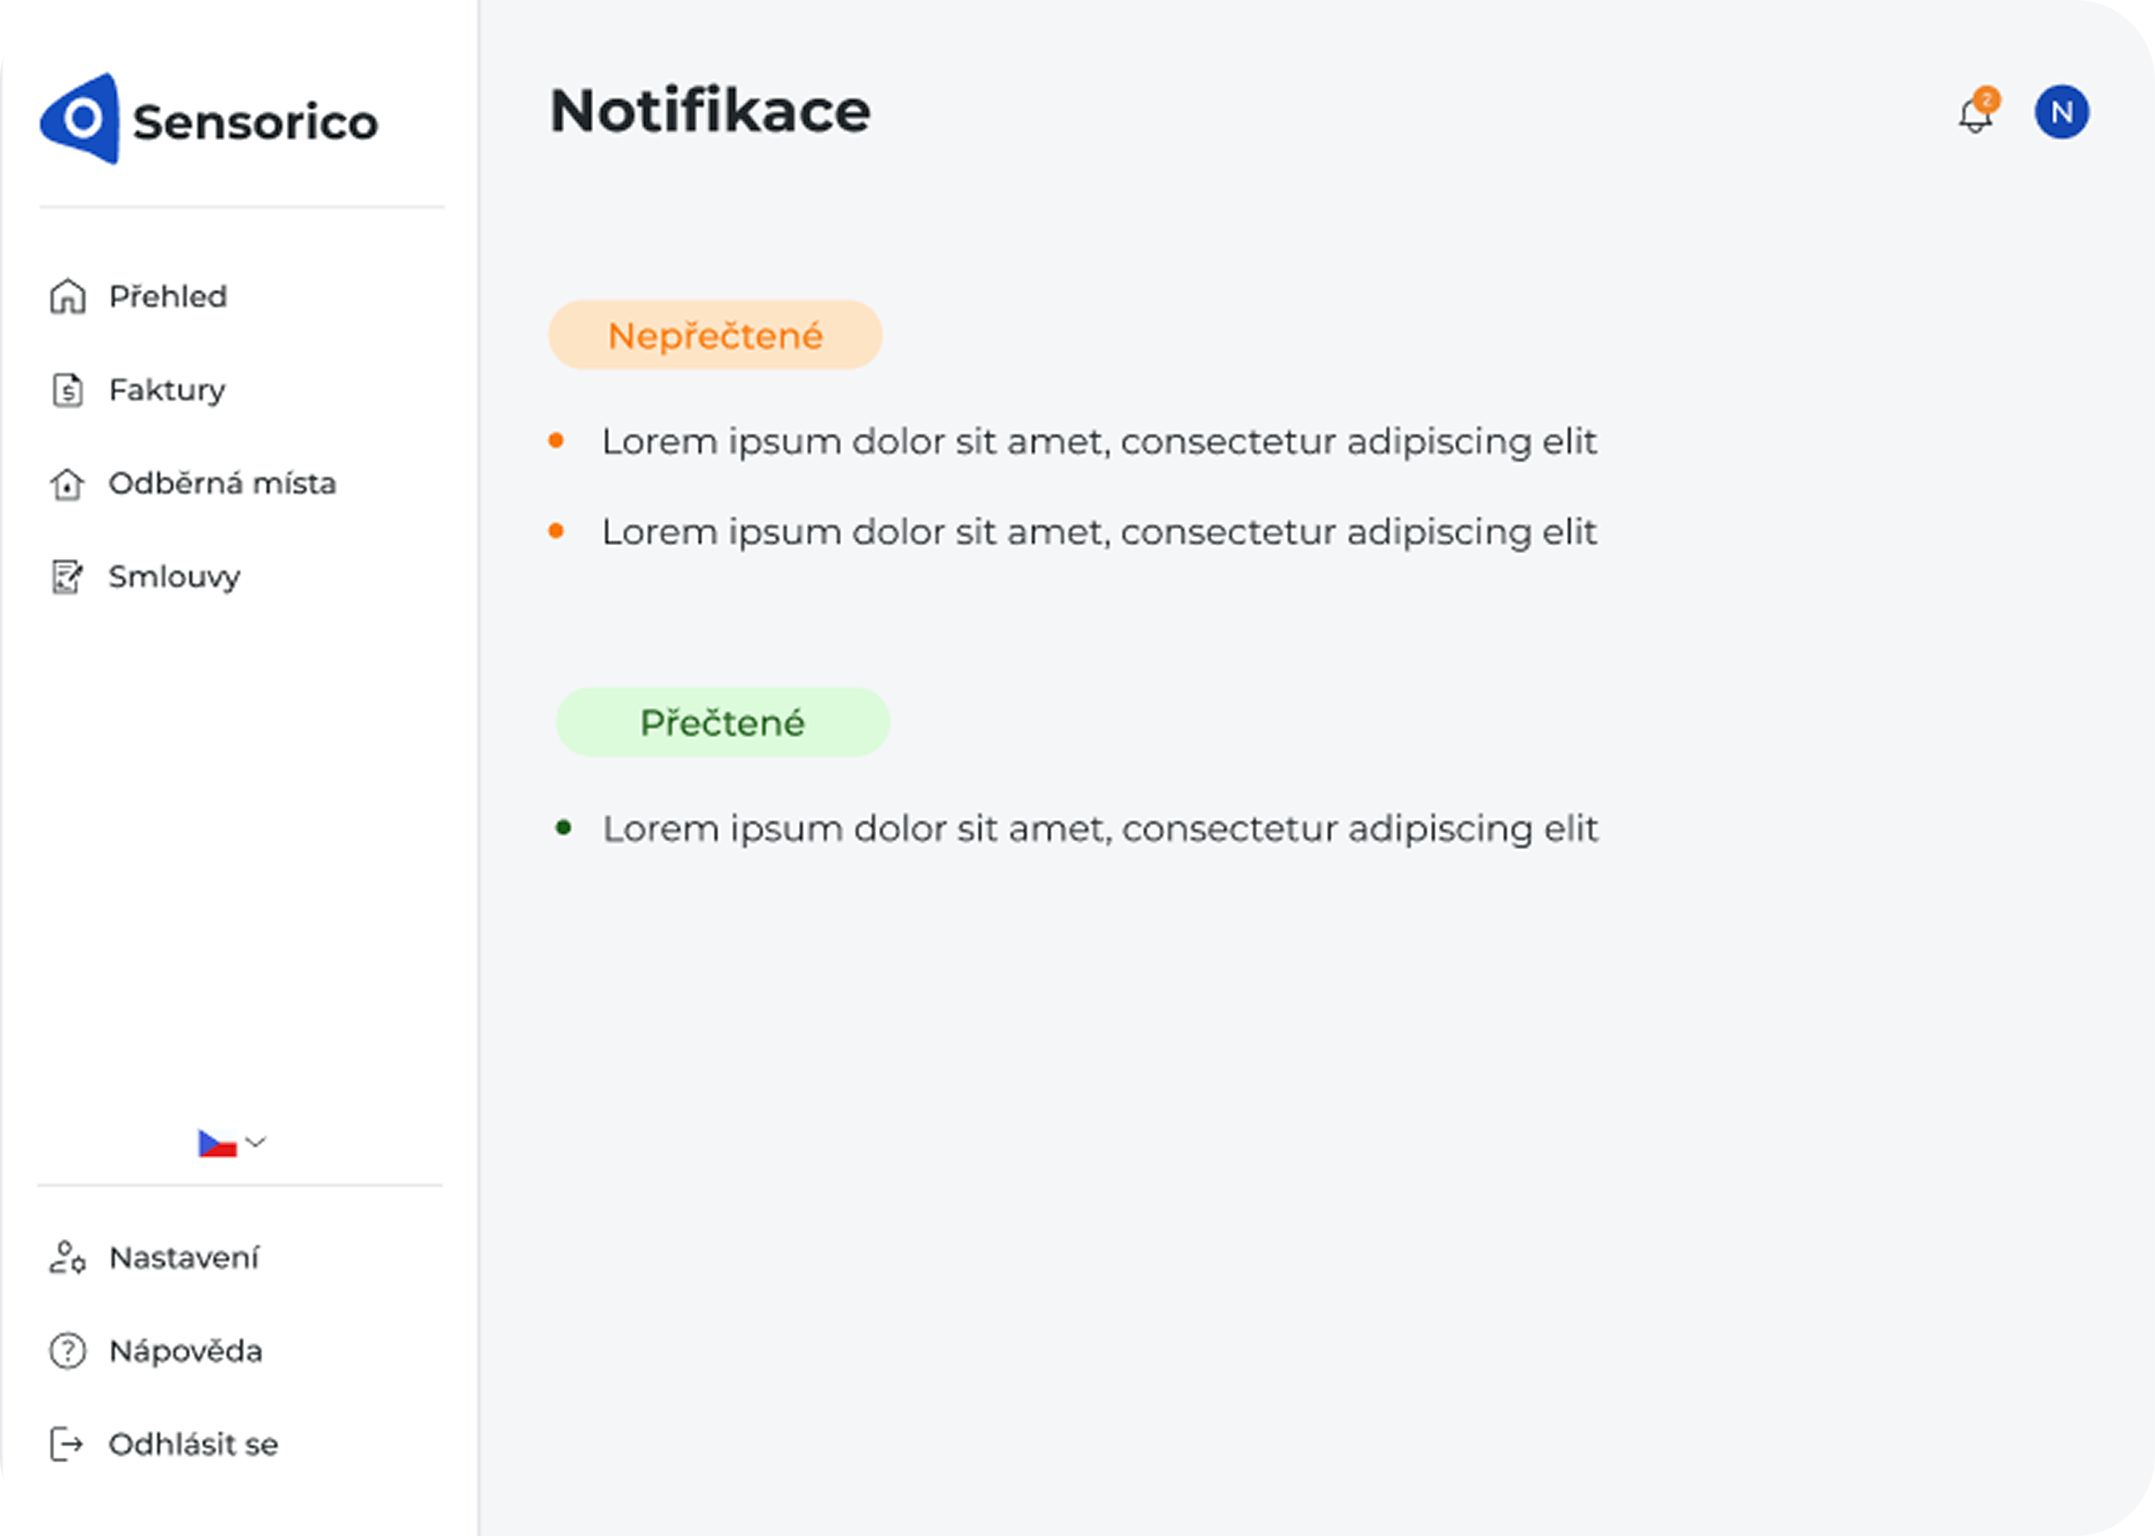 Sensorico
Přehled
Faktury
Odběrná místa
Smlouvy
Nastavení
Nápověda
Odhlásit se
Notifikace
2
N
Nepřečtené
Lorem ipsum dolor sit amet, consectetur adipiscing elit
Lorem ipsum dolor sit amet, consectetur adipiscing elit
Přečtené
Lorem ipsum dolor sit amet, consectetur adipiscing elit